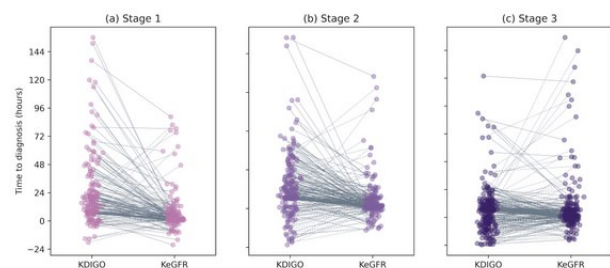 (a) Stage 1
(b) Stage 2
(c) Stage 3
Time to diagnosis (hours)
144
120
96
72
48
24
0
−24
KDIGO
KeGFR
KDIGO
KeGFR
KDIGO
KeGFR